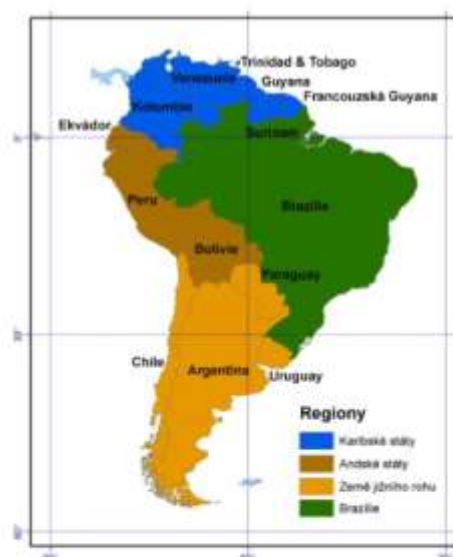 Trinidad & Tobago
Venezuela
Guyana
Francouzská Guyana
Kolumbie
Ekvádor
Surinam
Peru
Brazílie
Bolívie
Paraguay
Chile
Argentina
Uruguay
Regiony
Karibské státy
Andské státy
Země jižního rohu
Brazílie